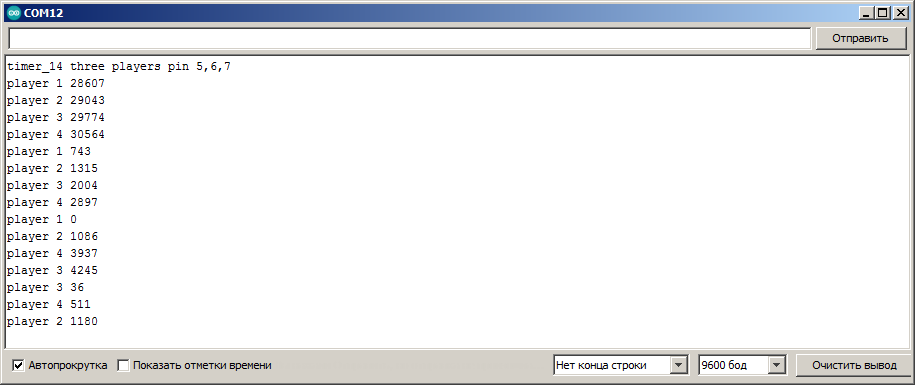 COM12
Отправить
timer_14 three players pin 5,6,7
player 1 28607
player 2 29043
player 3 29774
player 4 30564
player 1 743
player 2 1315
player 3 2004
player 4 2897
player 1 0
player 2 1086
player 4 3937
player 3 4245
player 3 36
player 4 511
player 2 1180
Автопрокрутка Показать отметки времени Нет конца строки 9600 бод Очистить вывод